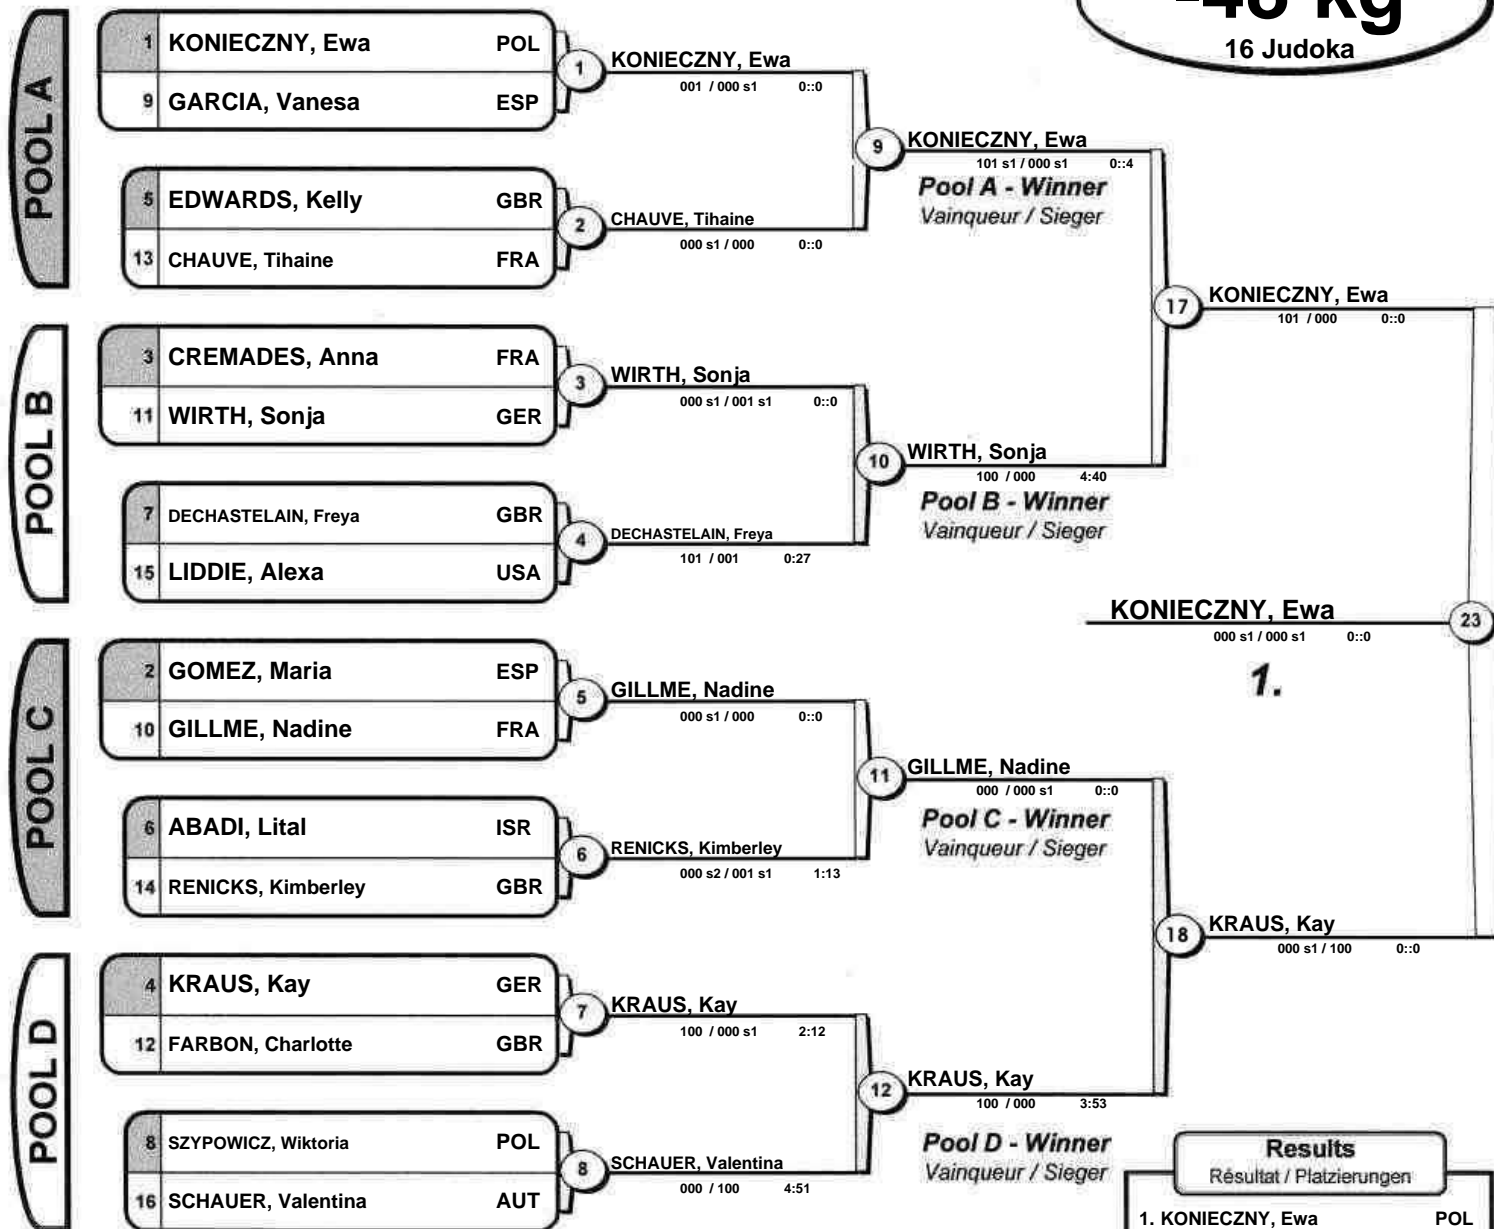 -48 kg
16 Judoka
POOL A
1 KONIECZNY, Ewa POL
9 GARCIA, Vanesa ESP
1
KONIECZNY, Ewa
001 / 000 s1 0::0
5 EDWARDS, Kelly GBR
13 CHAUVE, Tihaine FRA
2
CHAUVE, Tihaine
000 s1 / 000 0::0
9
KONIECZNY, Ewa
101 s1 / 000 s1 0::4
Pool A - Winner
Vainqueur / Sieger
POOL B
3 CREMADES, Anna FRA
11 WIRTH, Sonja GER
3
WIRTH, Sonja
000 s1 / 001 s1 0::0
7 DECHASTELAIN, Freya GBR
15 LIDDIE, Alexa USA
4
DECHASTELAIN, Freya
101 / 001 0:27
10
WIRTH, Sonja
100 / 000 4:40
Pool B - Winner
Vainqueur / Sieger
17
KONIECZNY, Ewa
101 / 000 0::0
KONIECZNY, Ewa
000 s1 / 000 s1 0::0
23
1.
POOL C
2 GOMEZ, Maria ESP
10 GILLME, Nadine FRA
5
GILLME, Nadine
000 s1 / 000 0::0
6 ABADI, Lital ISR
14 RENICKS, Kimberley GBR
6
RENICKS, Kimberley
000 s2 / 001 s1 1:13
11
GILLME, Nadine
000 / 000 s1 0::0
Pool C - Winner
Vainqueur / Sieger
POOL D
4 KRAUS, Kay GER
12 FARBON, Charlotte GBR
7
KRAUS, Kay
100 / 000 s1 2:12
8 SZYPOWICZ, Wiktoria POL
16 SCHAUER, Valentina AUT
8
SCHAUER, Valentina
000 / 100 4:51
12
KRAUS, Kay
100 / 000 3:53
Pool D - Winner
Vainqueur / Sieger
18
KRAUS, Kay
000 s1 / 100 0::0
Results
Résultat / Platzierungen
1. KONIECZNY, Ewa POL